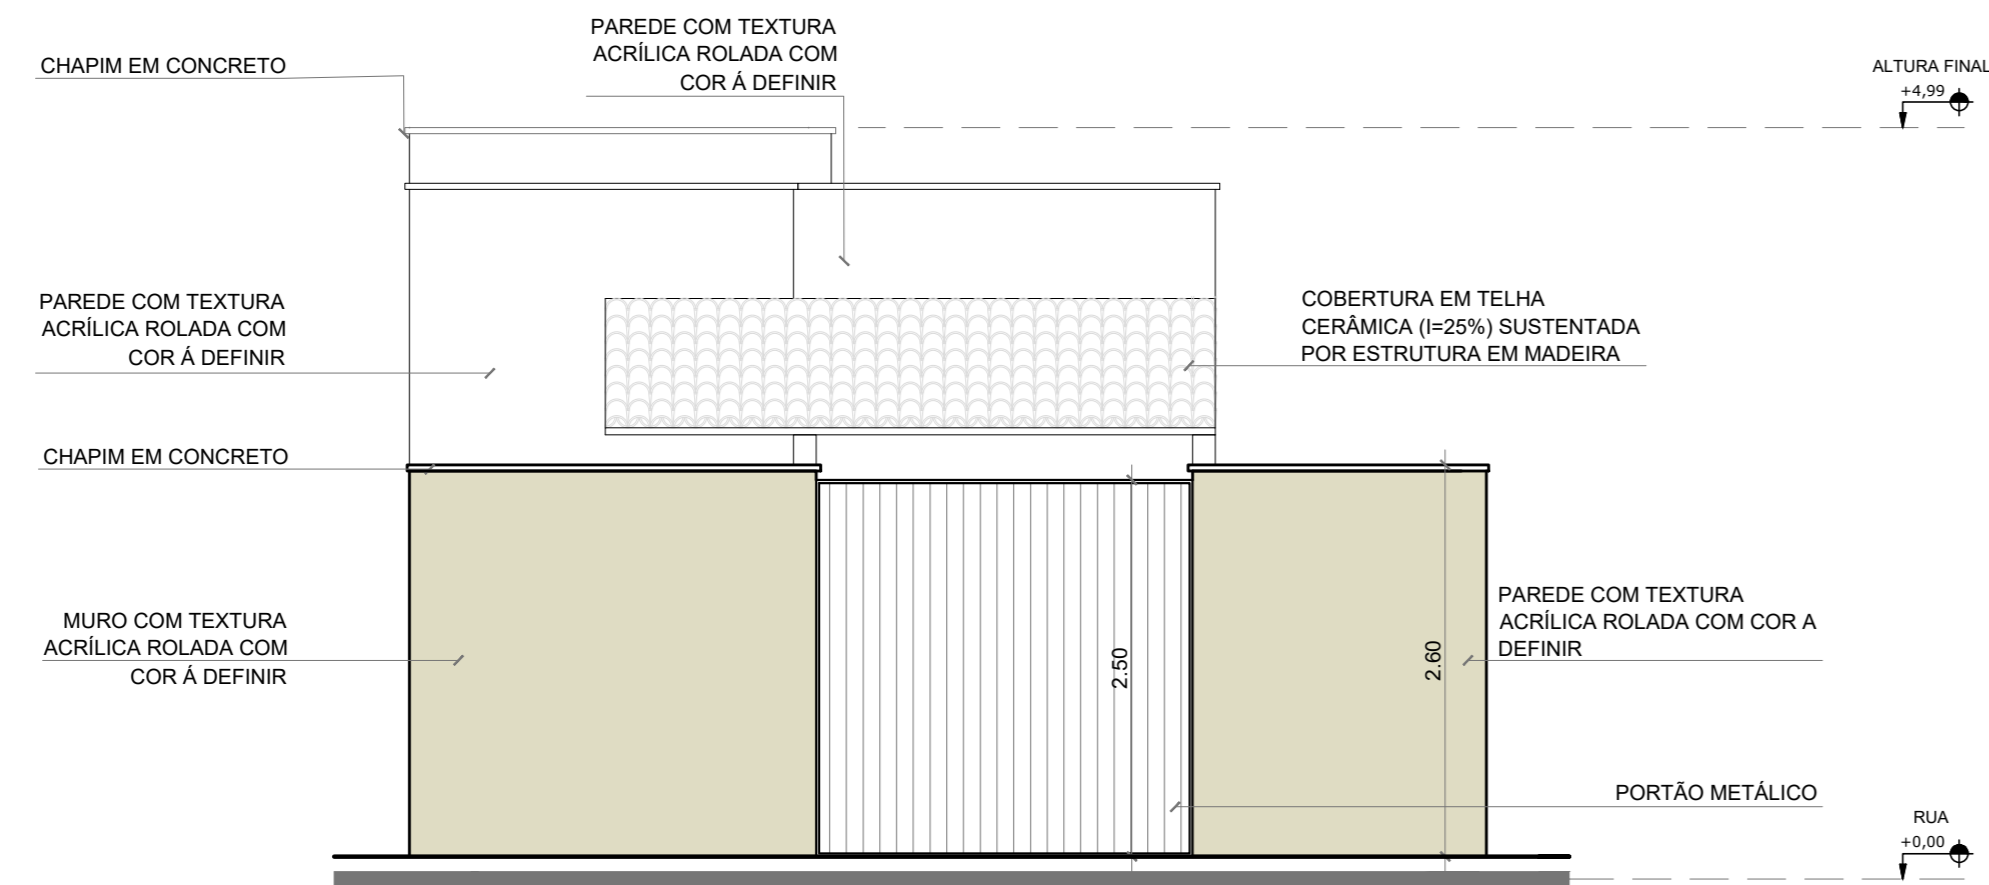 PAREDE COM TEXTURA
ACRÍLICA ROLADA COM
COR Á DEFINIR
CHAPIM EM CONCRETO
ALTURA FINAL
+4,99
PAREDE COM TEXTURA
ACRÍLICA ROLADA COM
COR Á DEFINIR
COBERTURA EM TELHA
CERÂMICA (I=25%) SUSTENTADA
POR ESTRUTURA EM MADEIRA
CHAPIM EM CONCRETO
MURO COM TEXTURA
ACRÍLICA ROLADA COM
COR Á DEFINIR
2.50
2.60
PAREDE COM TEXTURA
ACRÍLICA ROLADA COM COR A
DEFINIR
PORTÃO METÁLICO
RUA
+0,00